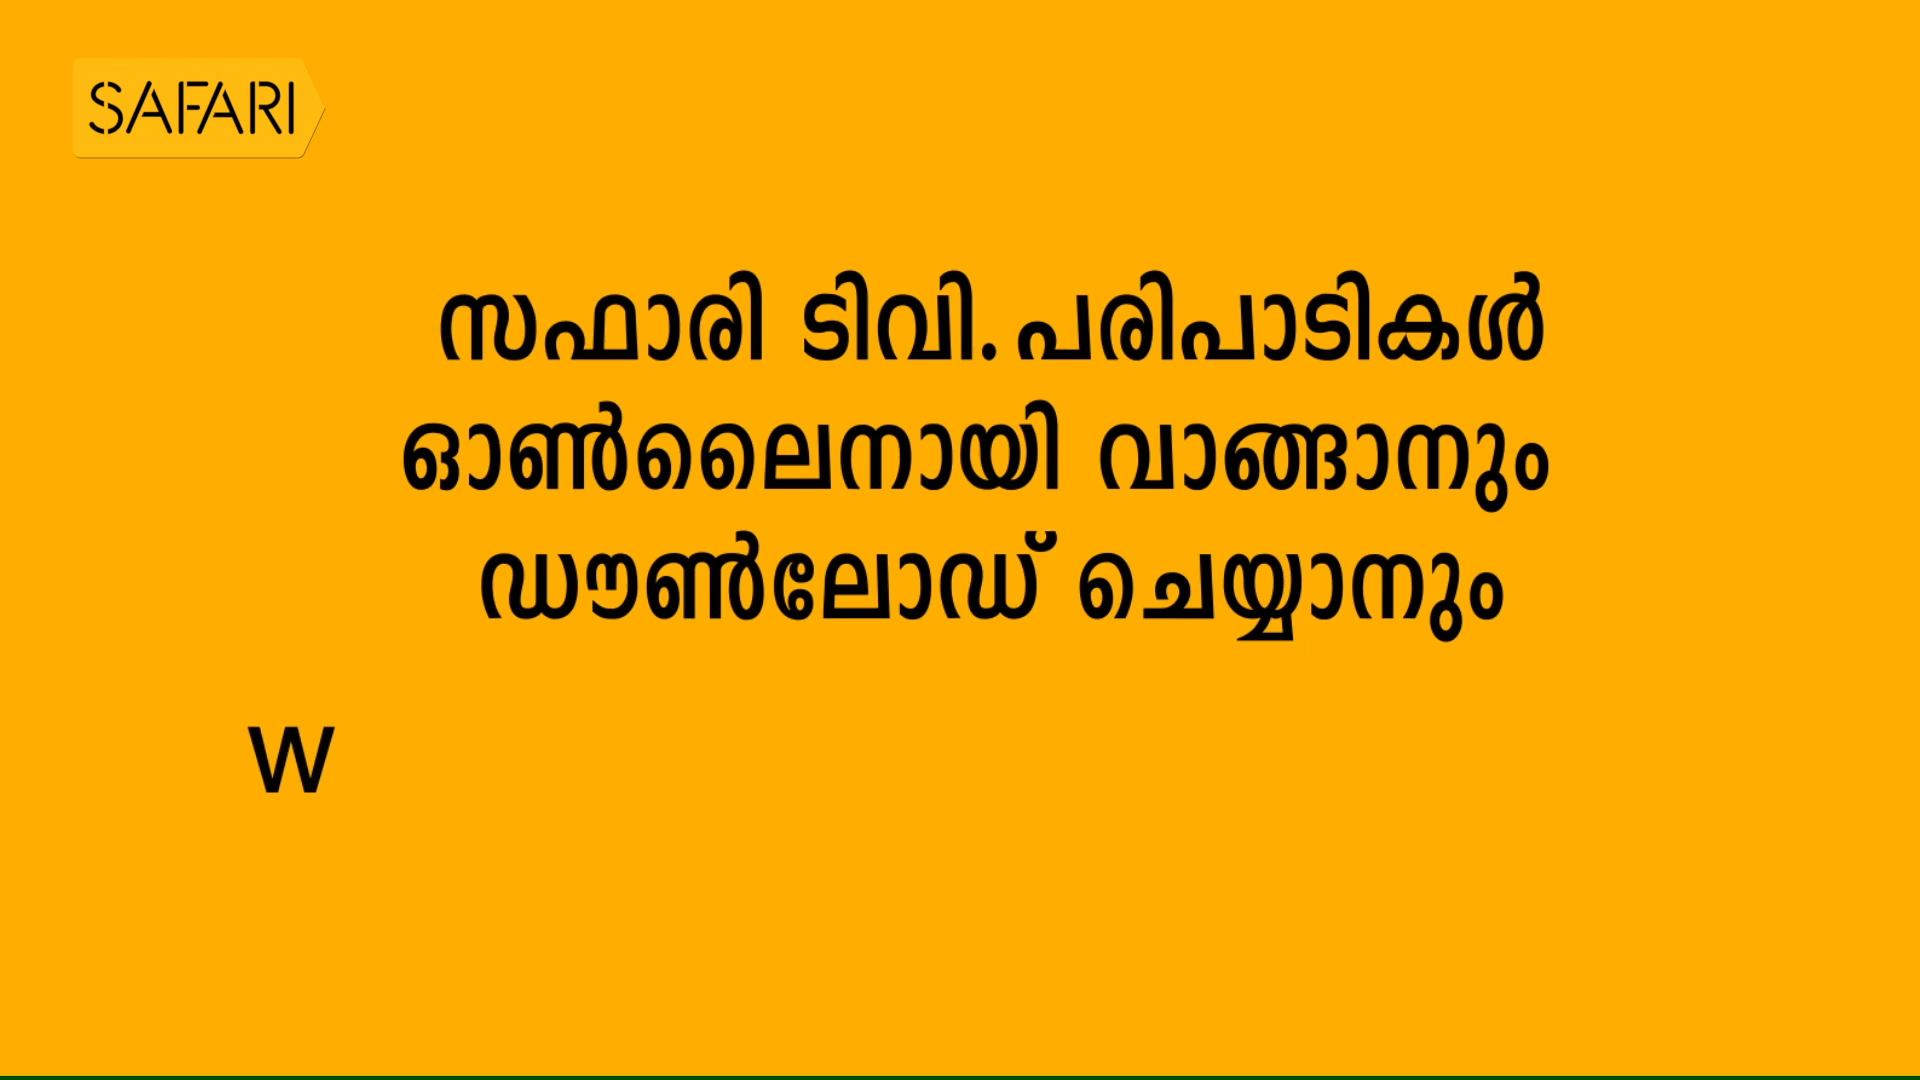 SAFARI
സഫാരി ടിവി.പരിപാടികൾ
ഓൺലൈനായി വാങ്ങാനും
ഡൗൺലോഡ് ചെയ്യാനും
w